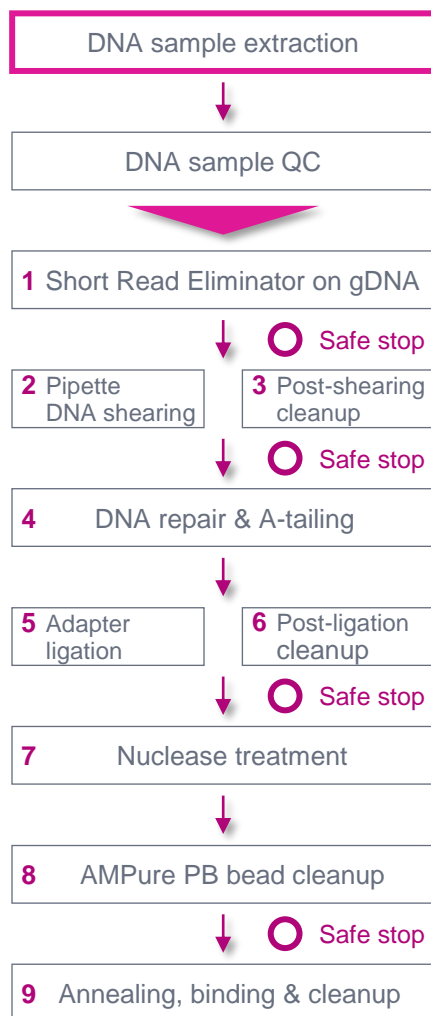 DNA sample extraction
DNA sample QC
1 Short Read Eliminator on gDNA
Safe stop
2 Pipette
DNA shearing
3 Post-shearing
cleanup
Safe stop
4 DNA repair & A-tailing
5 Adapter
ligation
6 Post-ligation
cleanup
Safe stop
7 Nuclease treatment
8 AMPure PB bead cleanup
Safe stop
9 Annealing, binding & cleanup